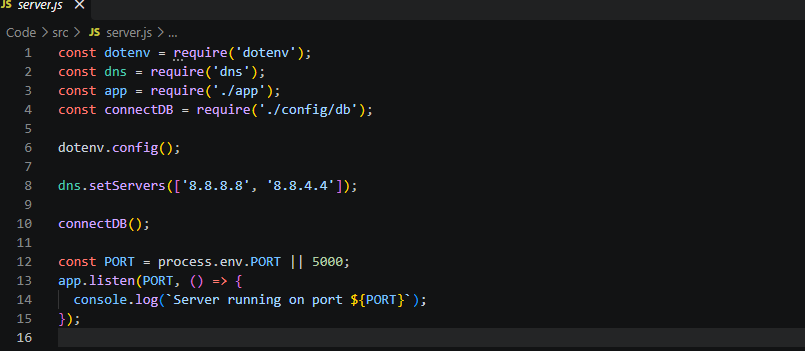 JS server.js ×
Code > src > JS server.js > ...
1 const dotenv = require('dotenv');
2 const dns = require('dns');
3 const app = require('./app');
4 const connectDB = require('./config/db');
5
6 dotenv.config();
7
8 dns.setServers(['8.8.8.8', '8.8.4.4']);
9
10 connectDB();
11
12 const PORT = process.env.PORT || 5000;
13 app.listen(PORT, () => {
14   console.log(`Server running on port ${PORT}`);
15 });
16